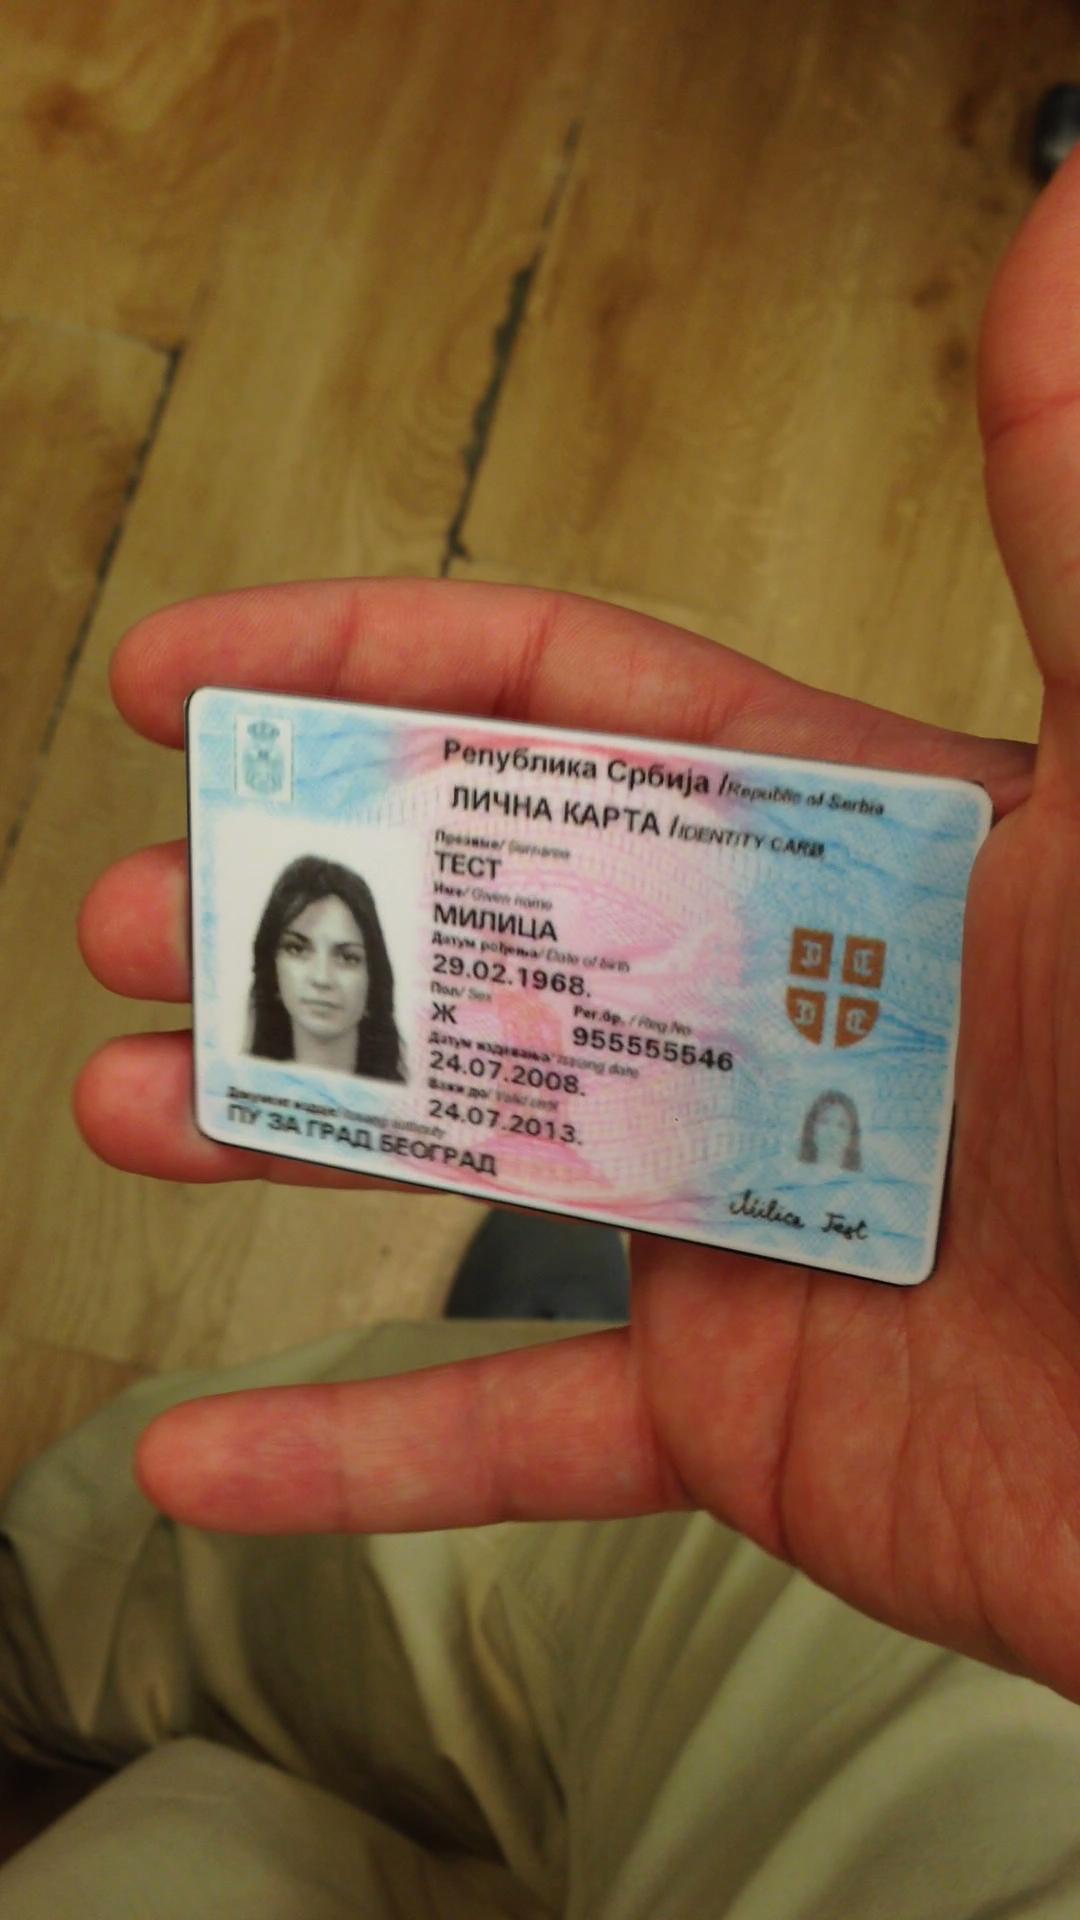 Република Србија /Republic of Serbia
ЛИЧНА КАРТА /IDENTITY CARD
Презиме/ Surname
ТЕСТ
Име/ Given name
МИЛИЦА
Датум рођења/ Date of birth
29.02.1968.
Пол/ Sex
Ж
Рег.бр. / Reg.No
955555546
Датум издавања/ Issuing date
24.07.2008.
Важи до/ Valid until
24.07.2013.
Документ издаје/ Issuing authority
ПУ ЗА ГРАД БЕОГРАД
Milica Test